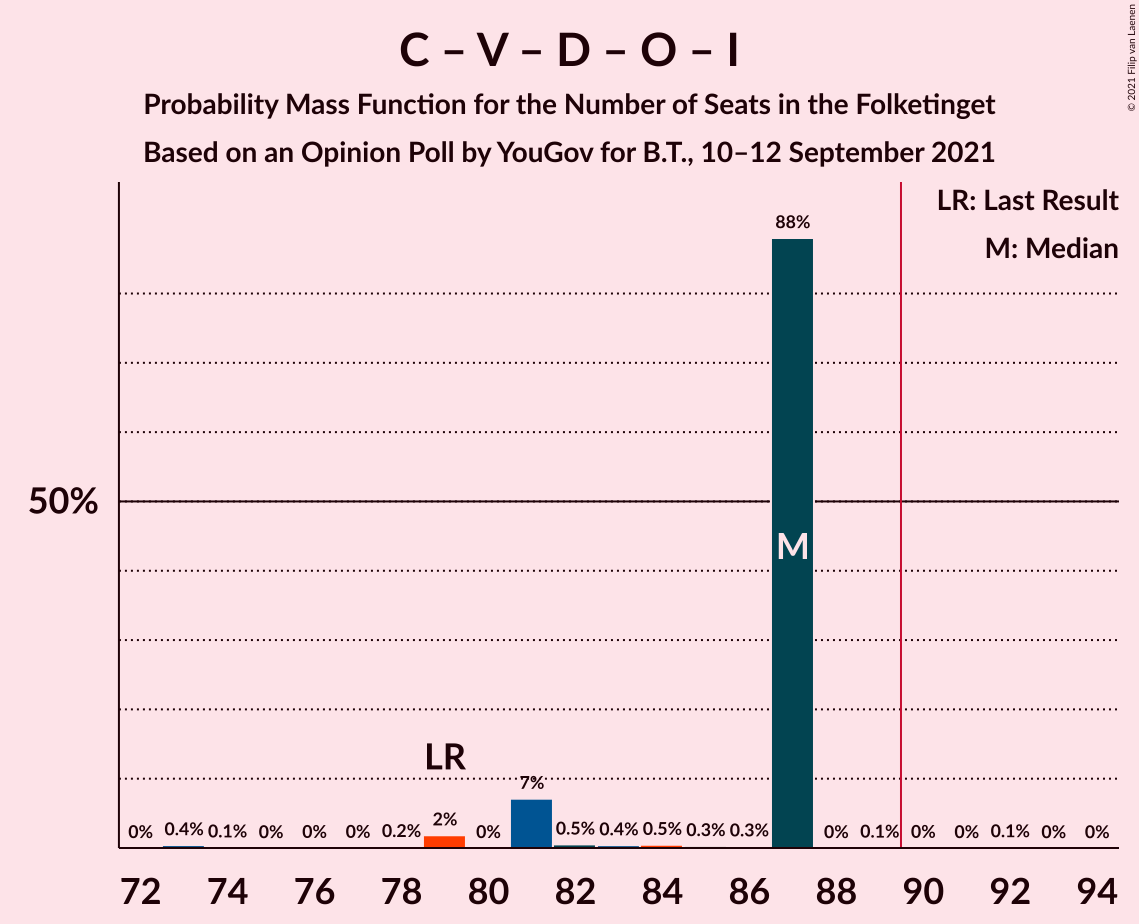 C – V – D – O – I
Probability Mass Function for the Number of Seats in the Folketinget
Based on an Opinion Poll by YouGov for B.T., 10–12 September 2021
© 2021 Filip van Laenen
LR: Last Result
M: Median
88%
50%
M
LR
7%
0% 0.4% 0.1% 0% 0% 0% 0.2% 2% 0% 0.5% 0.4% 0.5% 0.3% 0.3% 0% 0.1% 0% 0% 0.1% 0% 0%
72 74 76 78 80 82 84 86 88 90 92 94